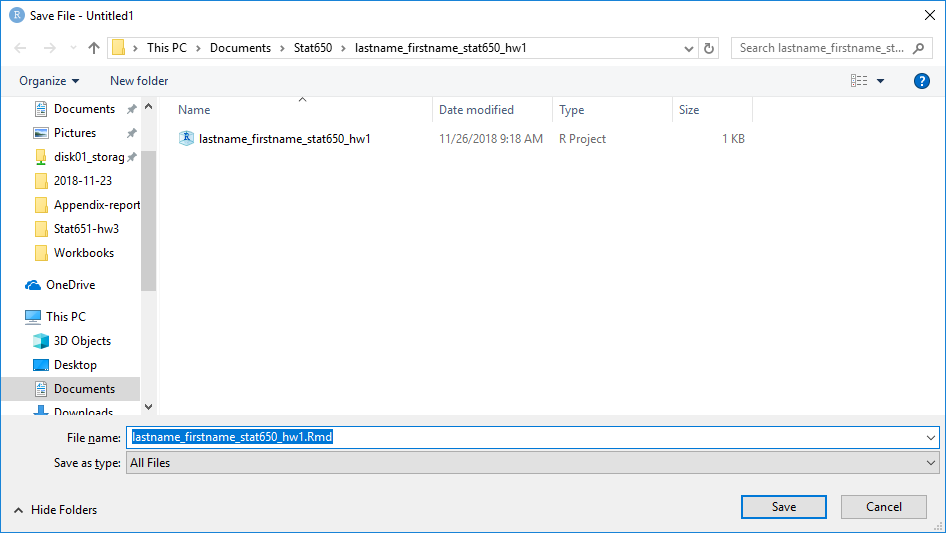 Save File - Untitled1
This PC > Documents > Stat650 > lastname_firstname_stat650_hw1
Search lastname_firstname_st...
Organize
New folder
?
Name
Date modified
Type
Size
lastname_firstname_stat650_hw1
11/26/2018 9:18 AM
R Project
1 KB
Documents
Pictures
disk01_storag
2018-11-23
Appendix-report
Stat651-hw3
Workbooks
OneDrive
This PC
3D Objects
Desktop
Documents
Downloads
File name:
lastname_firstname_stat650_hw1.Rmd
Save as type:
All Files
Hide Folders
Save
Cancel